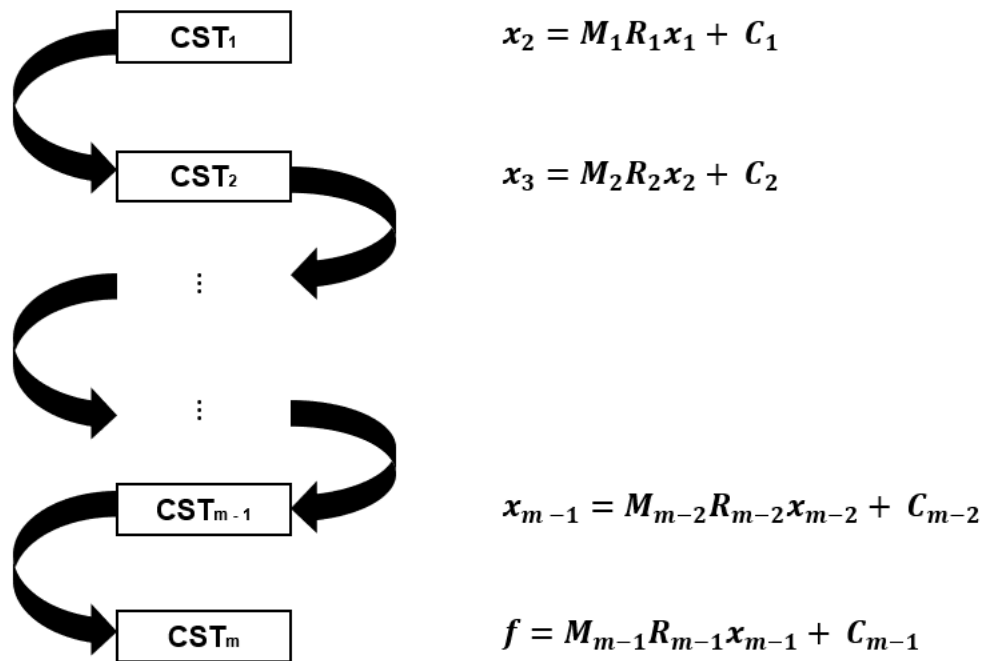 CST₁
x₂ = M₁R₁x₁ + C₁
CST₂
x₃ = M₂R₂x₂ + C₂
⋮
⋮
CSTₘ ₋ ₁
xₘ ₋₁ = Mₘ₋₂Rₘ₋₂xₘ₋₂ + Cₘ₋₂
CSTₘ
f = Mₘ₋₁Rₘ₋₁xₘ₋₁ + Cₘ₋₁